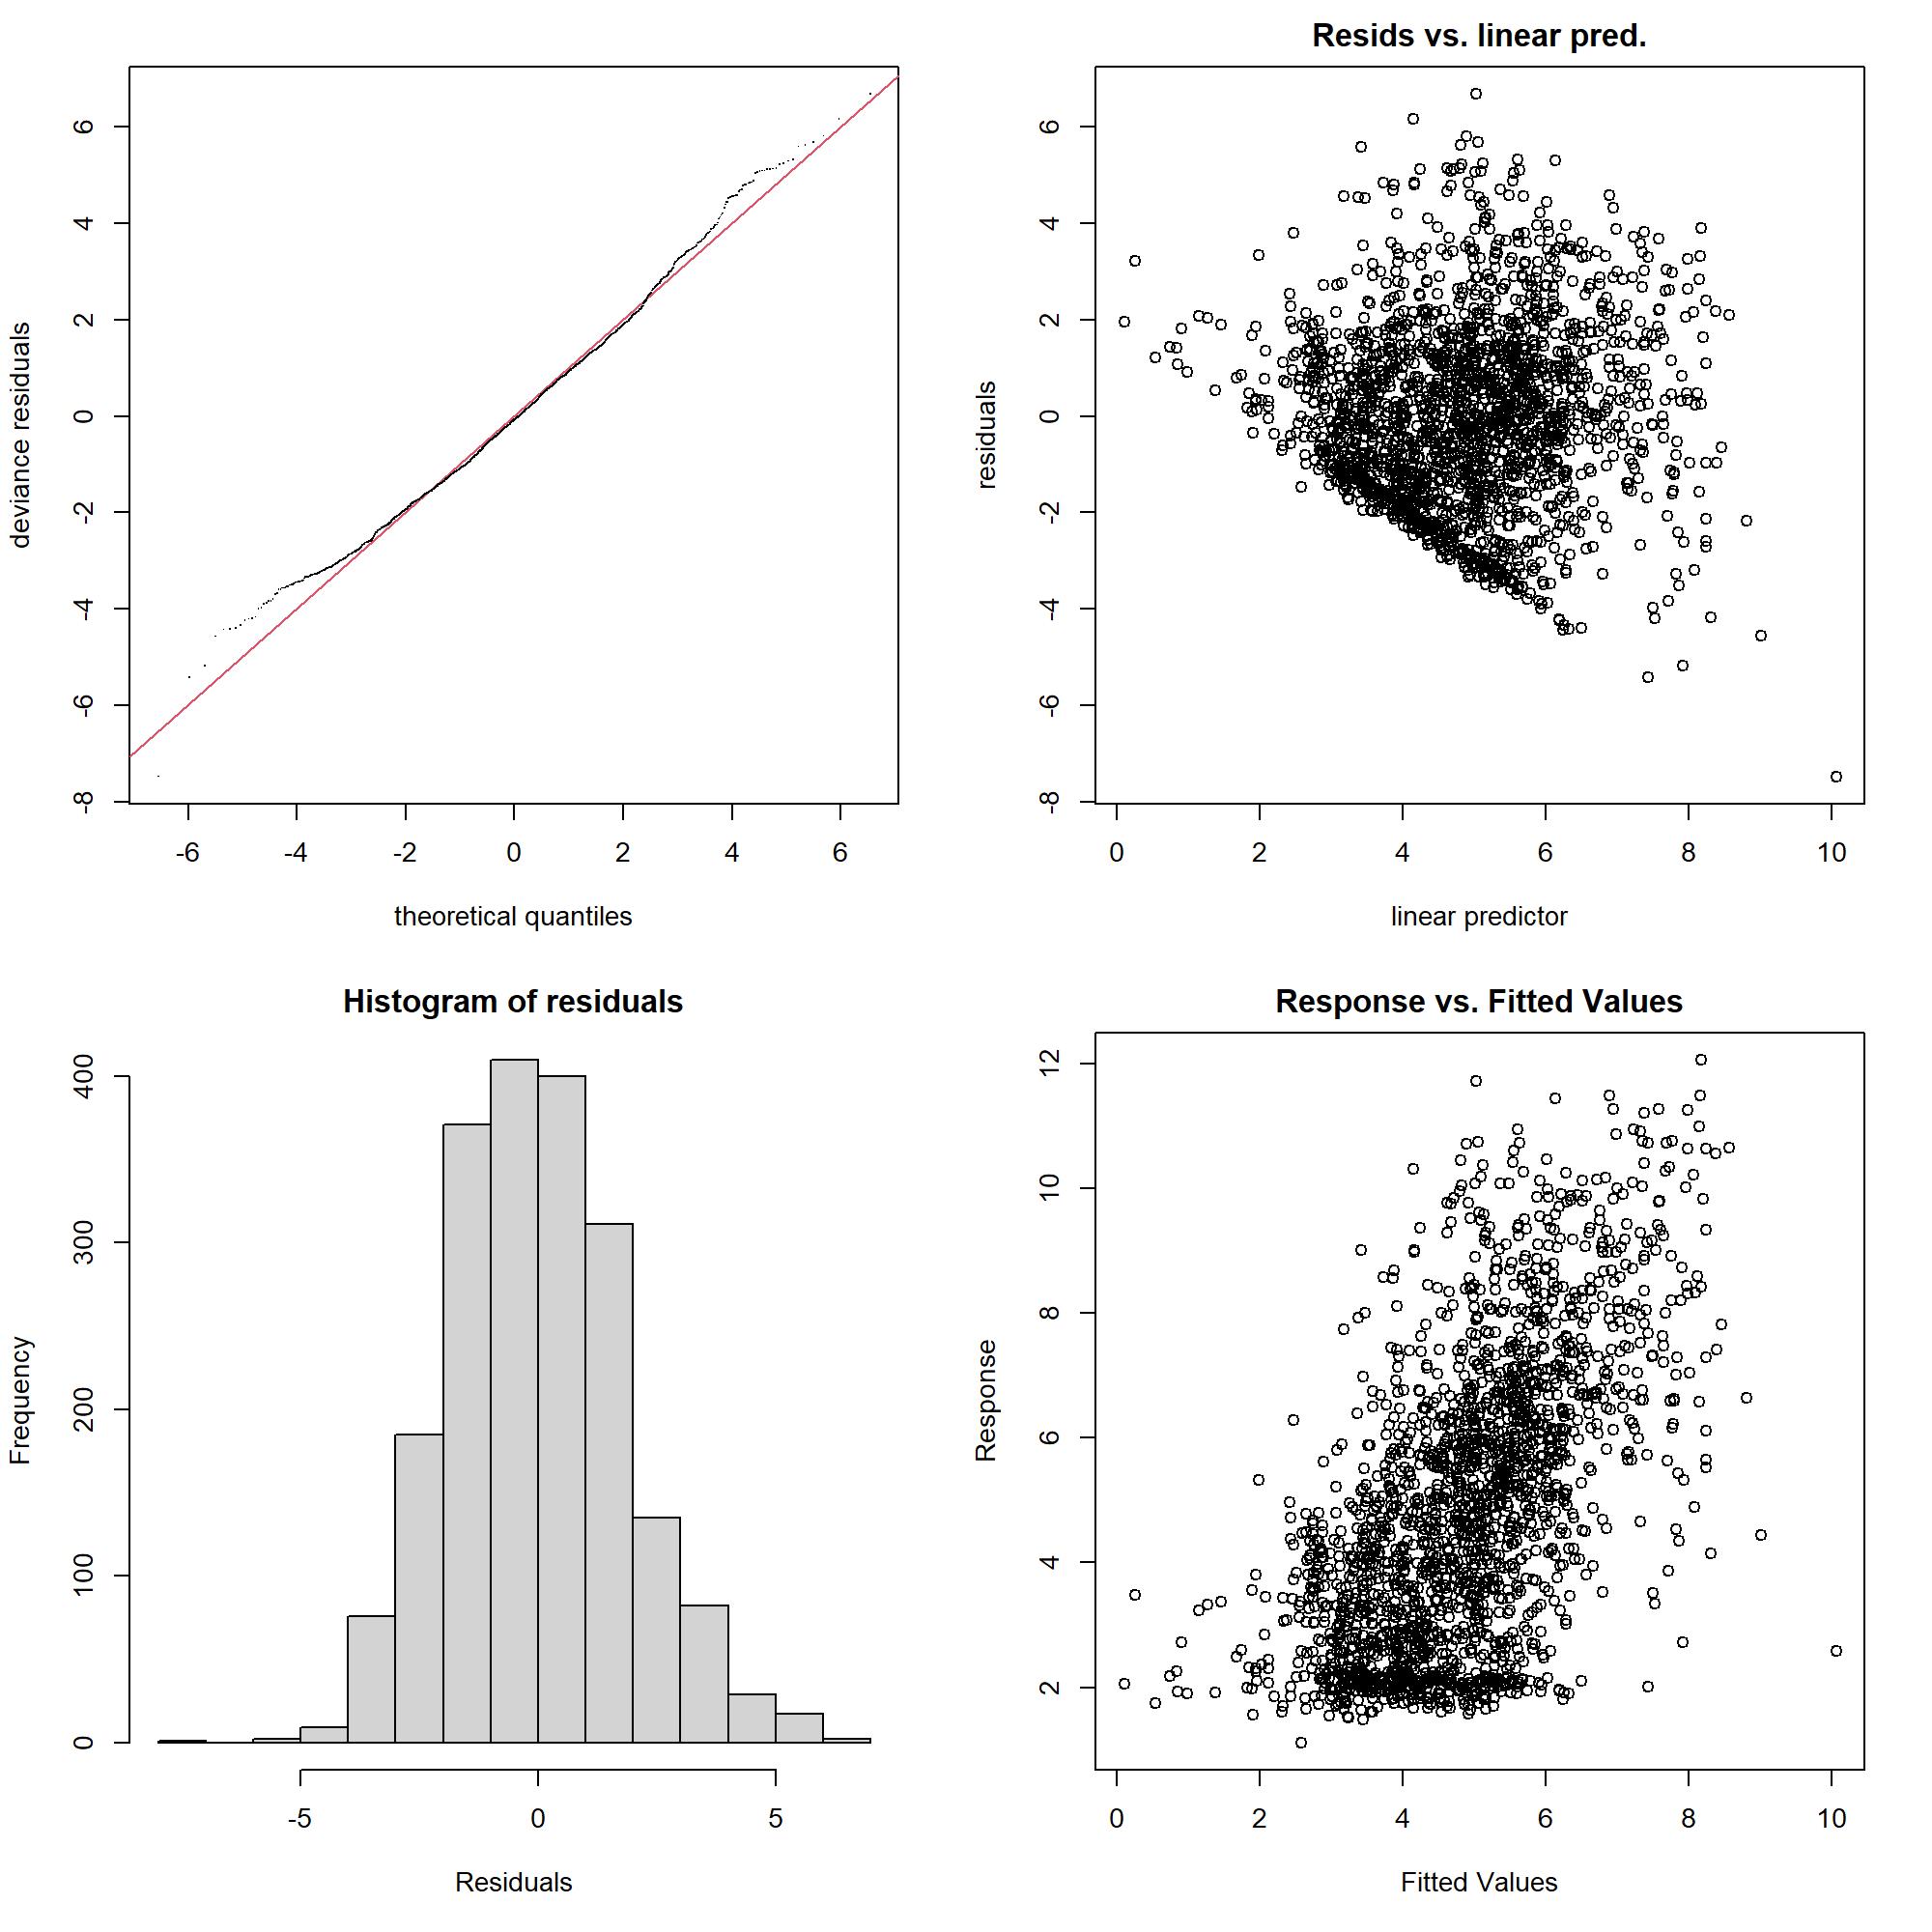 deviance residuals
6
4
2
0
-2
-4
-6
-8
-6 -4 -2 0 2 4 6
theoretical quantiles
Resids vs. linear pred.
residuals
6
4
2
0
-2
-4
-6
-8
0 2 4 6 8 10
linear predictor
Histogram of residuals
Frequency
400
300
200
100
0
-5 0 5
Residuals
Response vs. Fitted Values
Response
12
10
8
6
4
2
0 2 4 6 8 10
Fitted Values